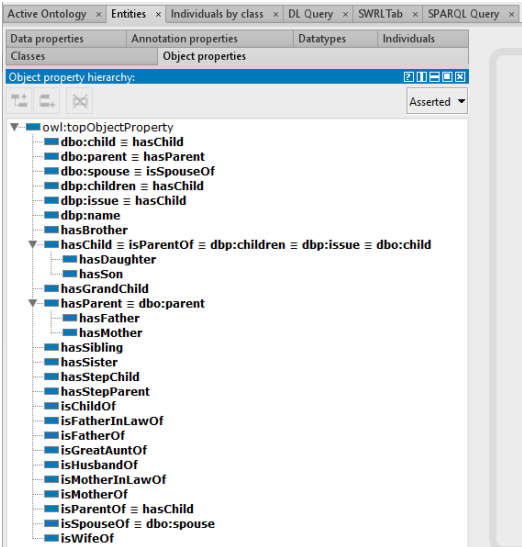 Active Ontology × Entities × Individuals by class × DL Query × SWRLTab × SPARQL Query ×
Data properties Annotation properties Datatypes Individuals
Classes Object properties
Object property hierarchy:
Asserted
owl:topObjectProperty
dbo:child ≡ hasChild
dbo:parent ≡ hasParent
dbo:spouse ≡ isSpouseOf
dbp:children ≡ hasChild
dbp:issue ≡ hasChild
dbp:name
hasBrother
hasChild ≡ isParentOf ≡ dbp:children ≡ dbp:issue ≡ dbo:child
hasDaughter
hasSon
hasGrandChild
hasParent ≡ dbo:parent
hasFather
hasMother
hasSibling
hasSister
hasStepChild
hasStepParent
isChildOf
isFatherInLawOf
isFatherOf
isGreatAuntOf
isHusbandOf
isMotherInLawOf
isMotherOf
isParentOf ≡ hasChild
isSpouseOf ≡ dbo:spouse
isWifeOf